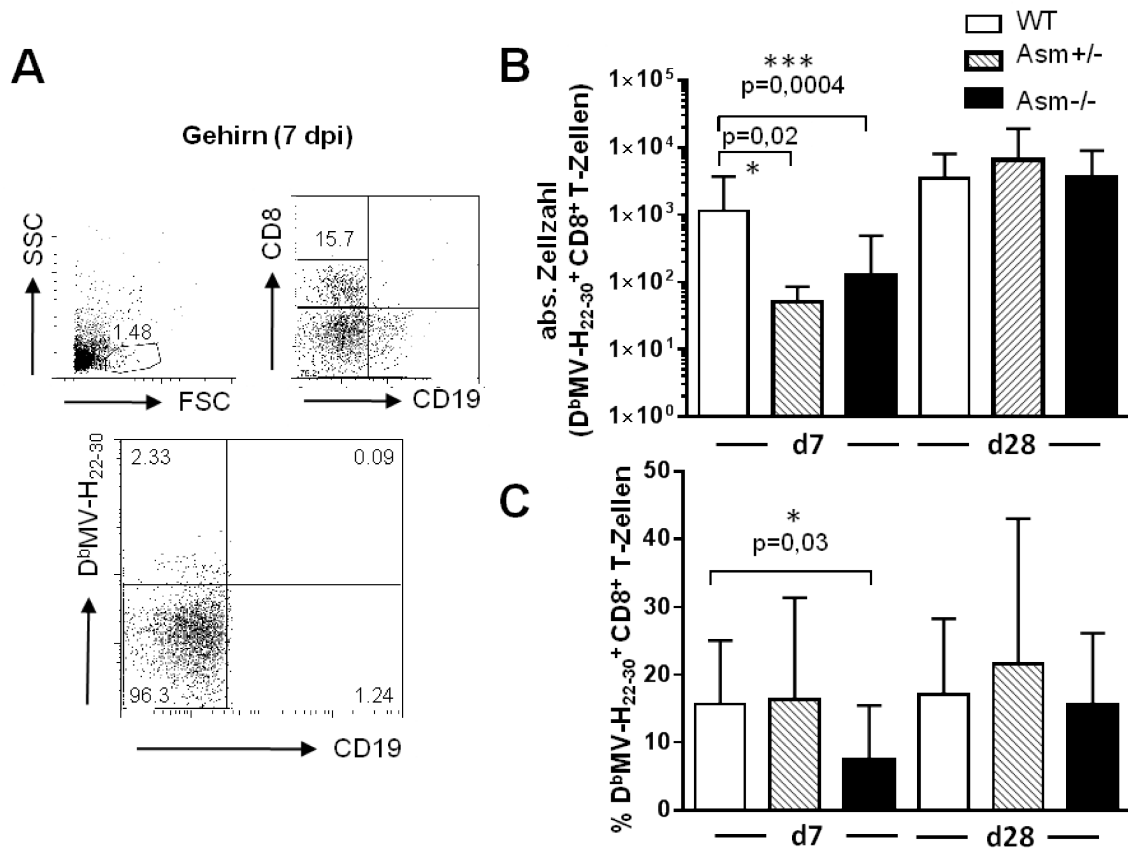 A
Gehirn (7 dpi)
SSC
1.48
FSC
CD8
15.7
CD19
DᵇMV-H₂₂₋₃₀
2.33
0.09
96.3
1.24
CD19
B
WT
Asm+/-
Asm-/-
abs. Zellzahl
(DᵇMV-H₂₂₋₃₀⁺ CD8⁺ T-Zellen)
1×10⁵
1×10⁴
1×10³
1×10²
1×10¹
1×10⁰
***
p=0,0004
p=0,02
*
d7
d28
C
% DᵇMV-H₂₂₋₃₀⁺ CD8⁺ T-Zellen
50
40
30
20
10
0
*
p=0,03
d7
d28